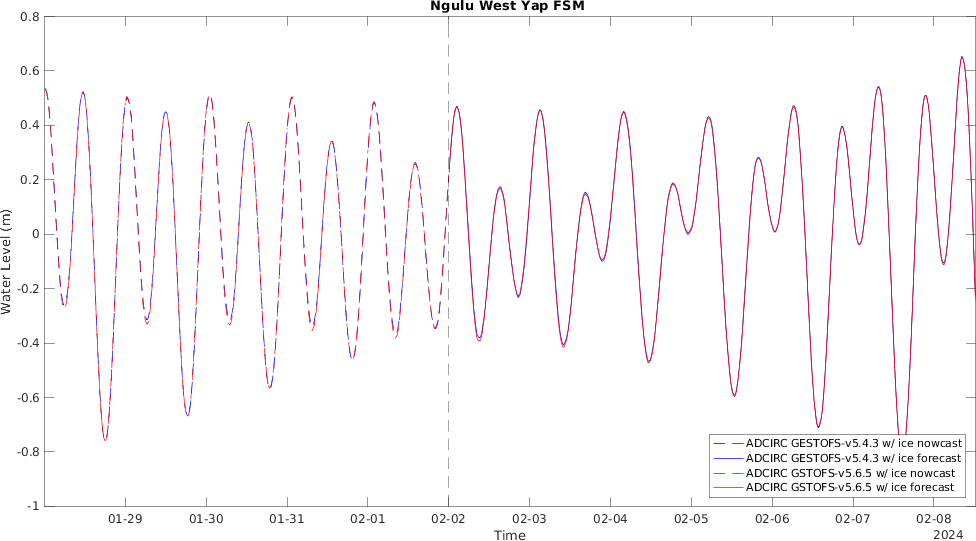 Ngulu West Yap FSM
0.8
0.6
0.4
0.2
0
-0.2
-0.4
-0.6
-0.8
-1
Water Level (m)
01-29 01-30 01-31 02-01 02-02 02-03 02-04 02-05 02-06 02-07 02-08
Time
2024
ADCIRC GESTOFS-v5.4.3 w/ ice nowcast
ADCIRC GESTOFS-v5.4.3 w/ ice forecast
ADCIRC GSTOFS-v5.6.5 w/ ice nowcast
ADCIRC GSTOFS-v5.6.5 w/ ice forecast